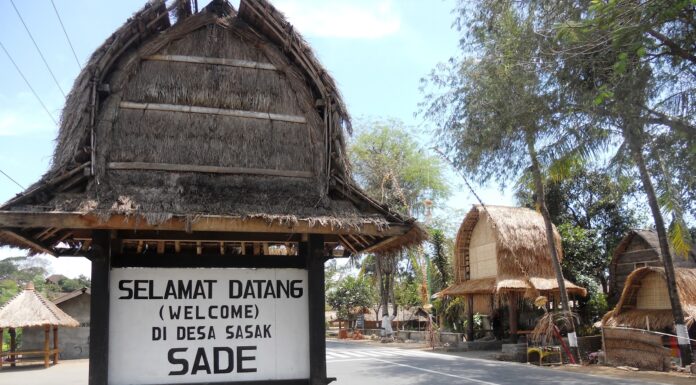 SELAMAT DATANG
(WELCOME)
DI DESA SASAK
SADE